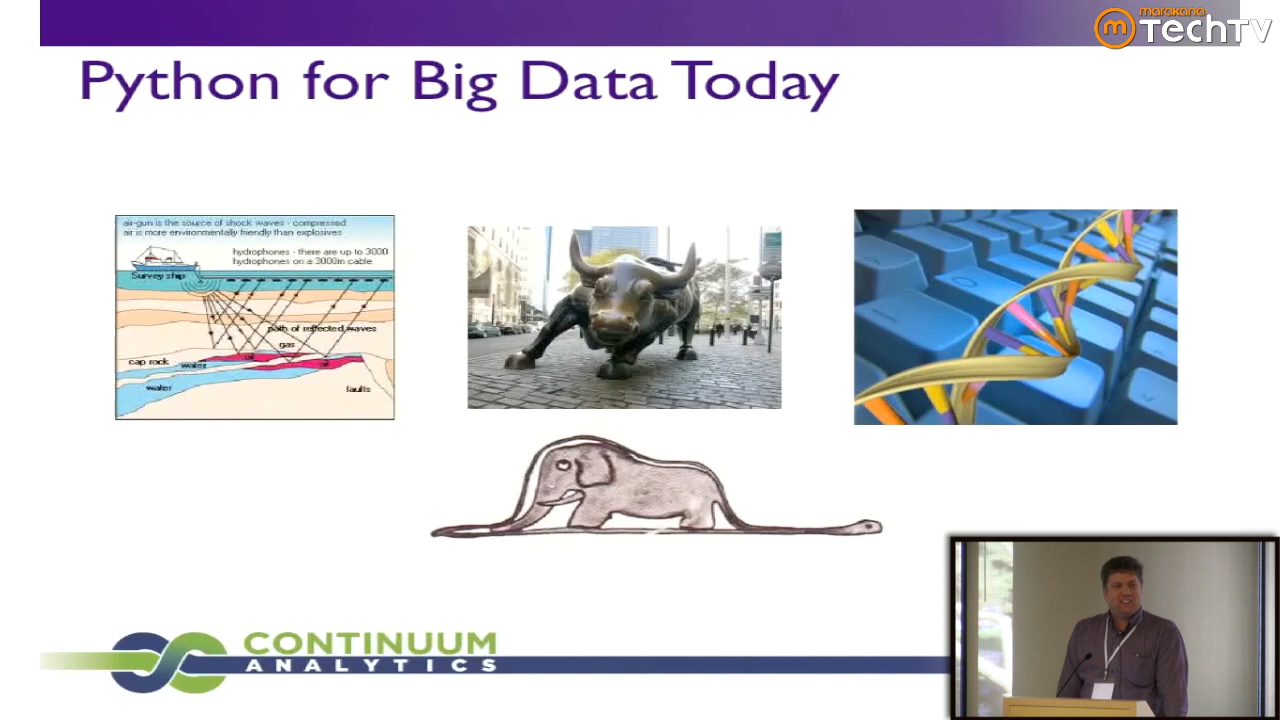 marakana
m TechTV
Python for Big Data Today
air-gun is the source of shock waves - compressed
air is more environmentally friendly than explosives
hydrophones - there are up to 3000
hydrophones on a 3000m cable
Survey ship
path of reflected waves
gas
oil
cap rock
water
oil
water
faults
CONTINUUM
ANALYTICS